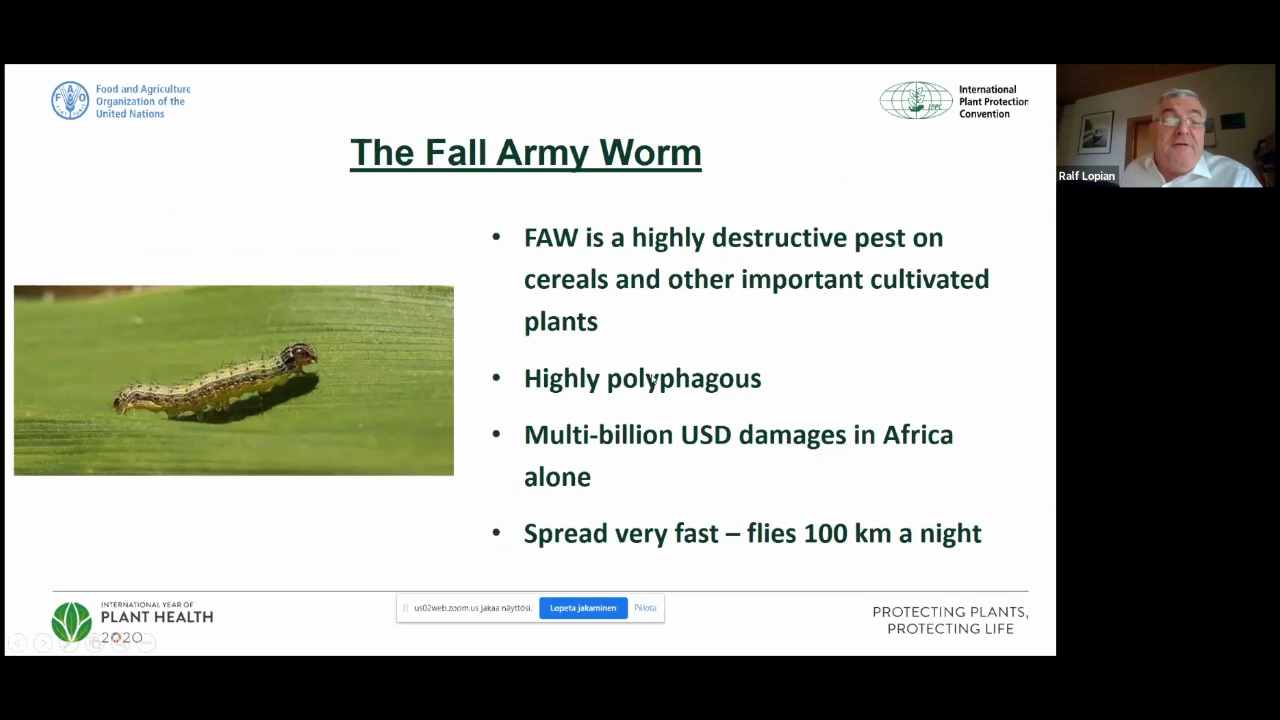 Food and Agriculture
Organization of the
United Nations
International
Plant Protection
Convention
IPPC
The Fall Army Worm
Ralf Lopian
• FAW is a highly destructive pest on
cereals and other important cultivated
plants
• Highly polyphagous
• Multi-billion USD damages in Africa
alone
• Spread very fast – flies 100 km a night
INTERNATIONAL YEAR OF
PLANT HEALTH
2020
us02web.zoom.us jakaa näyttösi.
Lopeta jakaminen
Piilota
PROTECTING PLANTS,
PROTECTING LIFE